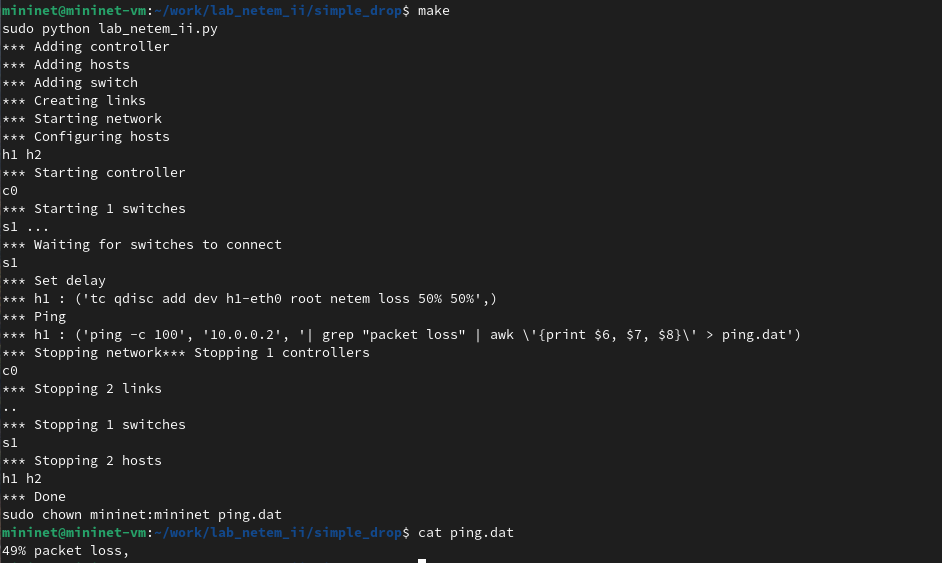 mininet@mininet-vm:~/work/lab_netem_ii/simple_drop$ make
sudo python lab_netem_ii.py
*** Adding controller
*** Adding hosts
*** Adding switch
*** Creating links
*** Starting network
*** Configuring hosts
h1 h2
*** Starting controller
c0
*** Starting 1 switches
s1 ...
*** Waiting for switches to connect
s1
*** Set delay
*** h1 : ('tc qdisc add dev h1-eth0 root netem loss 50% 50%',)
*** Ping
*** h1 : ('ping -c 100', '10.0.0.2', '| grep "packet loss" | awk \'{print $6, $7, $8}\' > ping.dat')
*** Stopping network*** Stopping 1 controllers
c0
*** Stopping 2 links
..
*** Stopping 1 switches
s1
*** Stopping 2 hosts
h1 h2
*** Done
sudo chown mininet:mininet ping.dat
mininet@mininet-vm:~/work/lab_netem_ii/simple_drop$ cat ping.dat
49% packet loss,